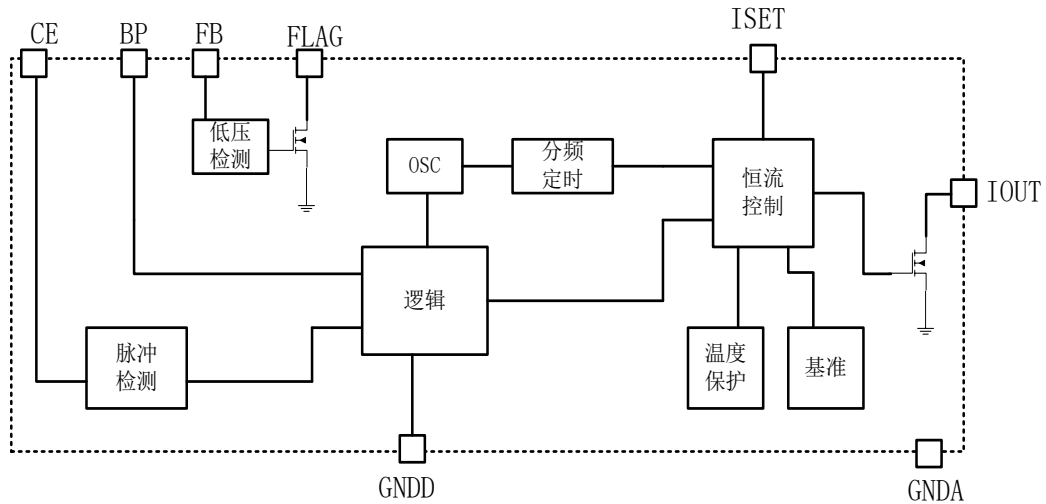 CE
BP
FB
FLAG
ISET
低压
检测
OSC
分频
定时
恒流
控制
IOUT
逻辑
脉冲
检测
温度
保护
基准
GNDD
GNDA